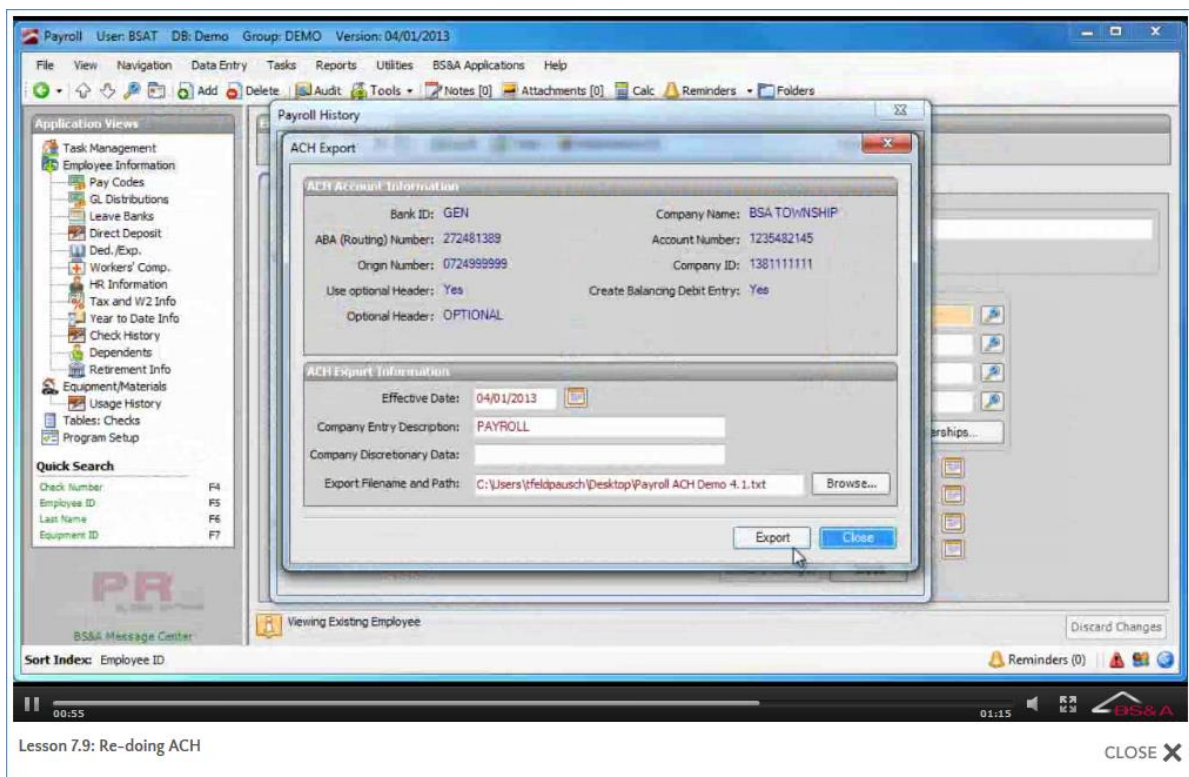 Payroll User: BSAT DB: Demo Group: DEMO Version: 04/01/2013
File View Navigation Data Entry Tasks Reports Utilities BS&A Applications Help
Add Delete Audit Tools Notes [0] Attachments [0] Calc Reminders Folders
Application Views
Task Management
Employee Information
Pay Codes
GL Distributions
Leave Banks
Direct Deposit
Ded./Exp.
Workers' Comp.
HR Information
Tax and W2 Info
Year to Date Info
Check History
Dependents
Retirement Info
Equipment/Materials
Usage History
Tables: Checks
Program Setup
Quick Search
Check Number F4
Employee ID F5
Last Name F6
Equipment ID F7
PR
BS&A Message Center
Payroll History
ACH Export
ACH Account Information
Bank ID: GEN Company Name: BSA TOWNSHIP
ABA (Routing) Number: 272481389 Account Number: 1235482145
Origin Number: 0724999999 Company ID: 1381111111
Use optional Header: Yes Create Balancing Debit Entry: Yes
Optional Header: OPTIONAL
ACH Export Information
Effective Date: 04/01/2013
Company Entry Description: PAYROLL
Company Discretionary Data:
Export Filename and Path: C:\Users\tfeldpausch\Desktop\Payroll ACH Demo 4.1.txt Browse...
Export Close
erships...
Viewing Existing Employee
Discard Changes
Sort Index: Employee ID
Reminders (0)
00:55
01:15
BS&A
Lesson 7.9: Re-doing ACH
CLOSE